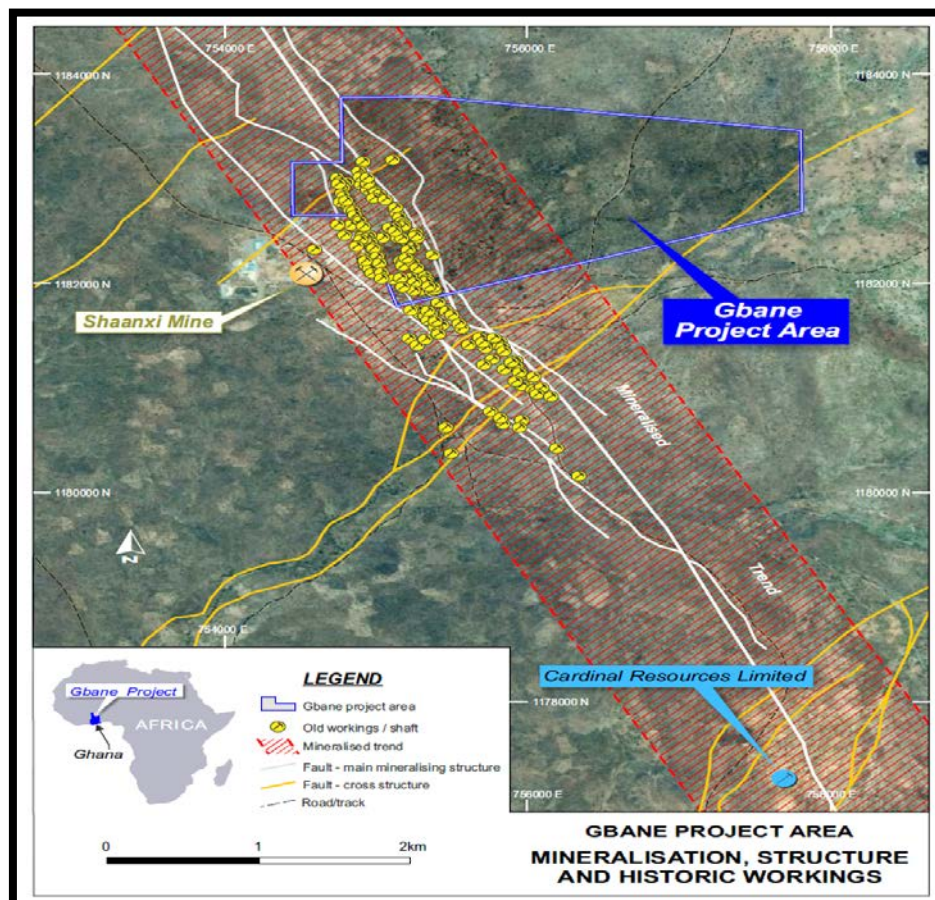 754000 E
756000 E
756000 E
1184000 N
1184000 N
1182000 N
1182000 N
Shaanxi Mine
Gbane
Project Area
Mineralised
Trend
1180000 N
1180000 N
N
754000 E
Cardinal Resources Limited
1178000 N
1178000 N
756000 E
758000 E
Gbane Project
AFRICA
Ghana
LEGEND
Gbane project area
Old workings / shaft
Mineralised trend
Fault - main mineralising structure
Fault - cross structure
Road/track
0
1
2km
GBANE PROJECT AREA
MINERALISATION, STRUCTURE
AND HISTORIC WORKINGS